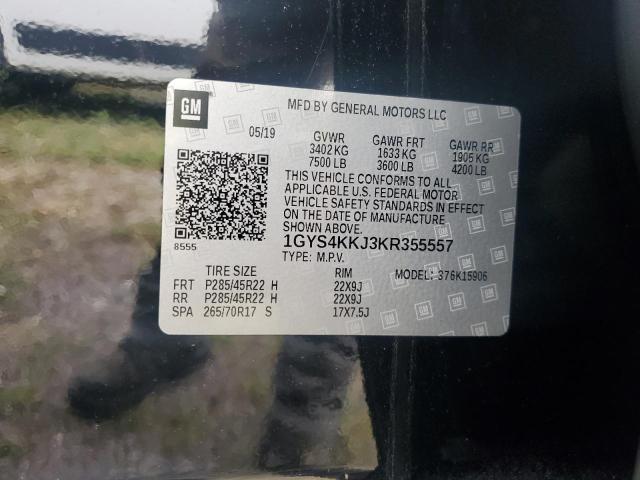 GM
MFD BY GENERAL MOTORS LLC
05/19 GVWR GAWR FRT GAWR RR
3402 KG 1633 KG 1905 KG
7500 LB 3600 LB 4200 LB
THIS VEHICLE CONFORMS TO ALL
APPLICABLE U.S. FEDERAL MOTOR
VEHICLE SAFETY STANDARDS IN EFFECT
ON THE DATE OF MANUFACTURE
SHOWN ABOVE.
8555 1GYS4KKJ3KR355557
TYPE: M.P.V. MODEL: 376K15906
TIRE SIZE RIM
FRT P285/45R22 H 22X9J
RR P285/45R22 H 22X9J
SPA 265/70R17 S 17X7.5J